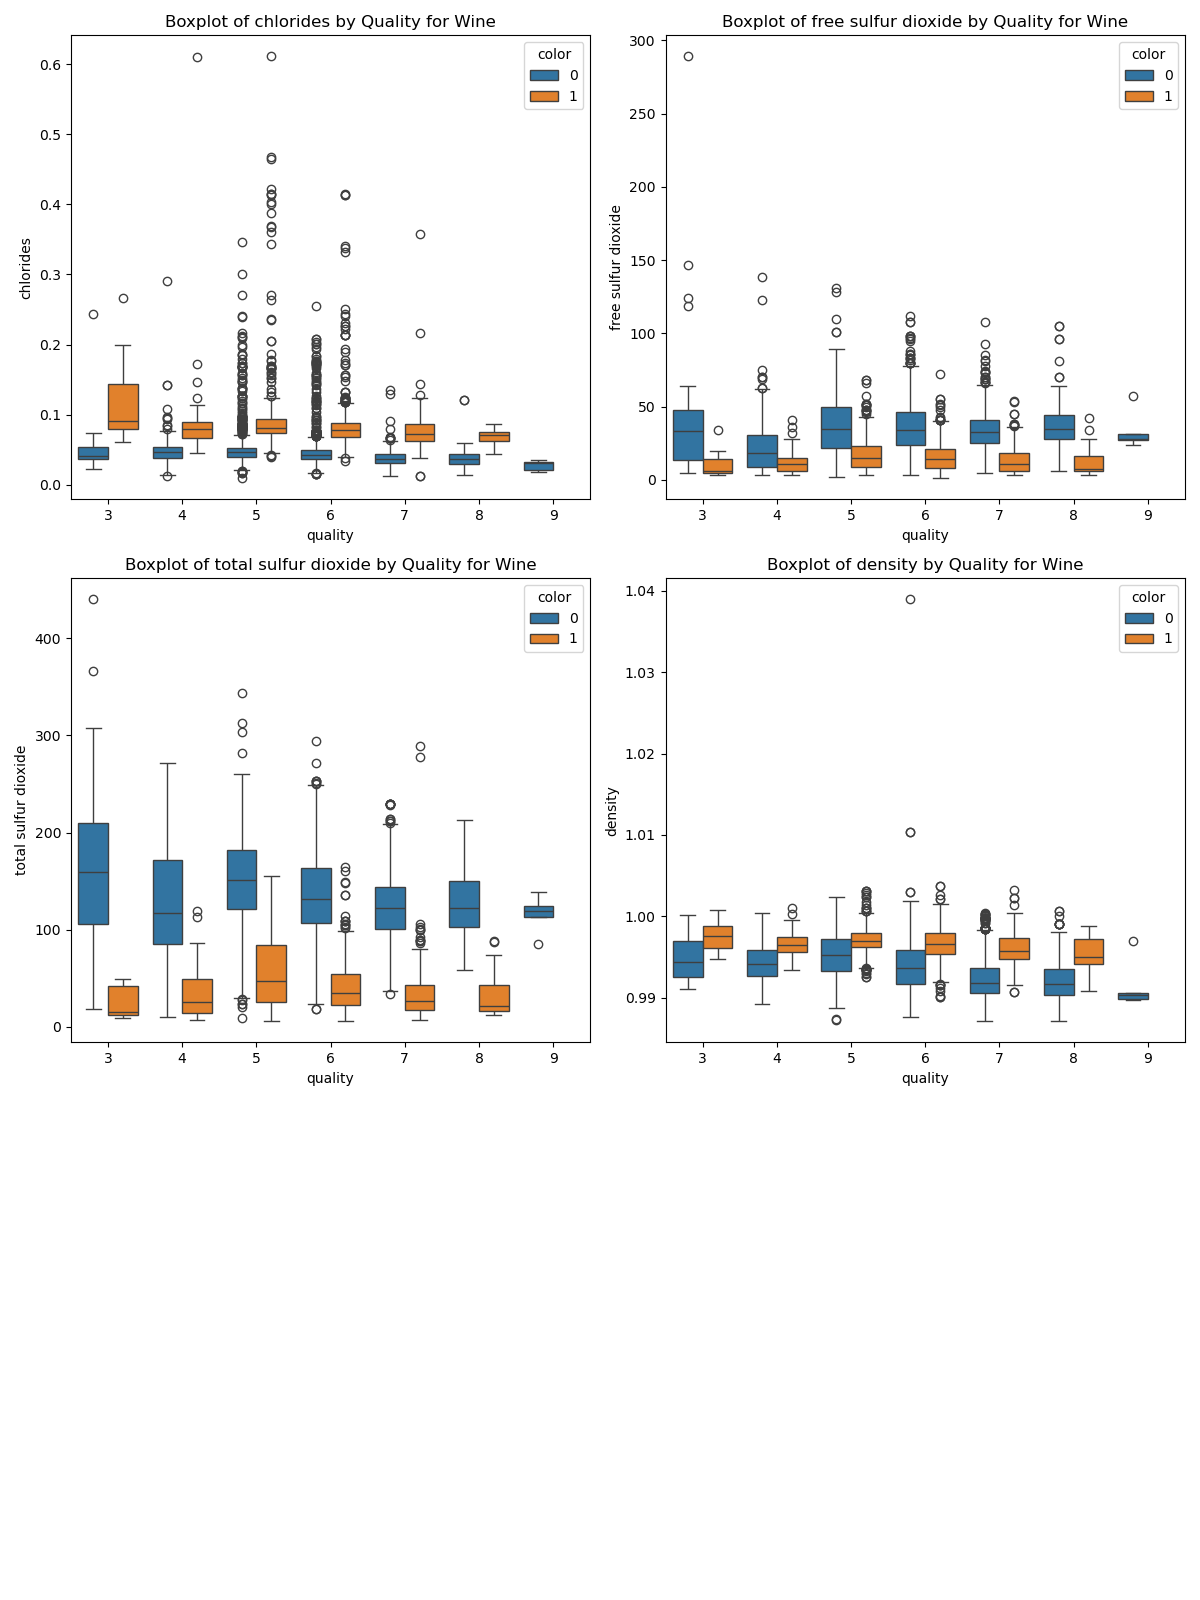 Boxplot of chlorides by Quality for Wine
color
0
1
0.6
0.5
0.4
0.3
0.2
0.1
0.0
chlorides
3 4 5 6 7 8 9
quality
Boxplot of free sulfur dioxide by Quality for Wine
color
0
1
300
250
200
150
100
50
0
free sulfur dioxide
3 4 5 6 7 8 9
quality
Boxplot of total sulfur dioxide by Quality for Wine
color
0
1
400
300
200
100
0
total sulfur dioxide
3 4 5 6 7 8 9
quality
Boxplot of density by Quality for Wine
color
0
1
1.04
1.03
1.02
1.01
1.00
0.99
density
3 4 5 6 7 8 9
quality